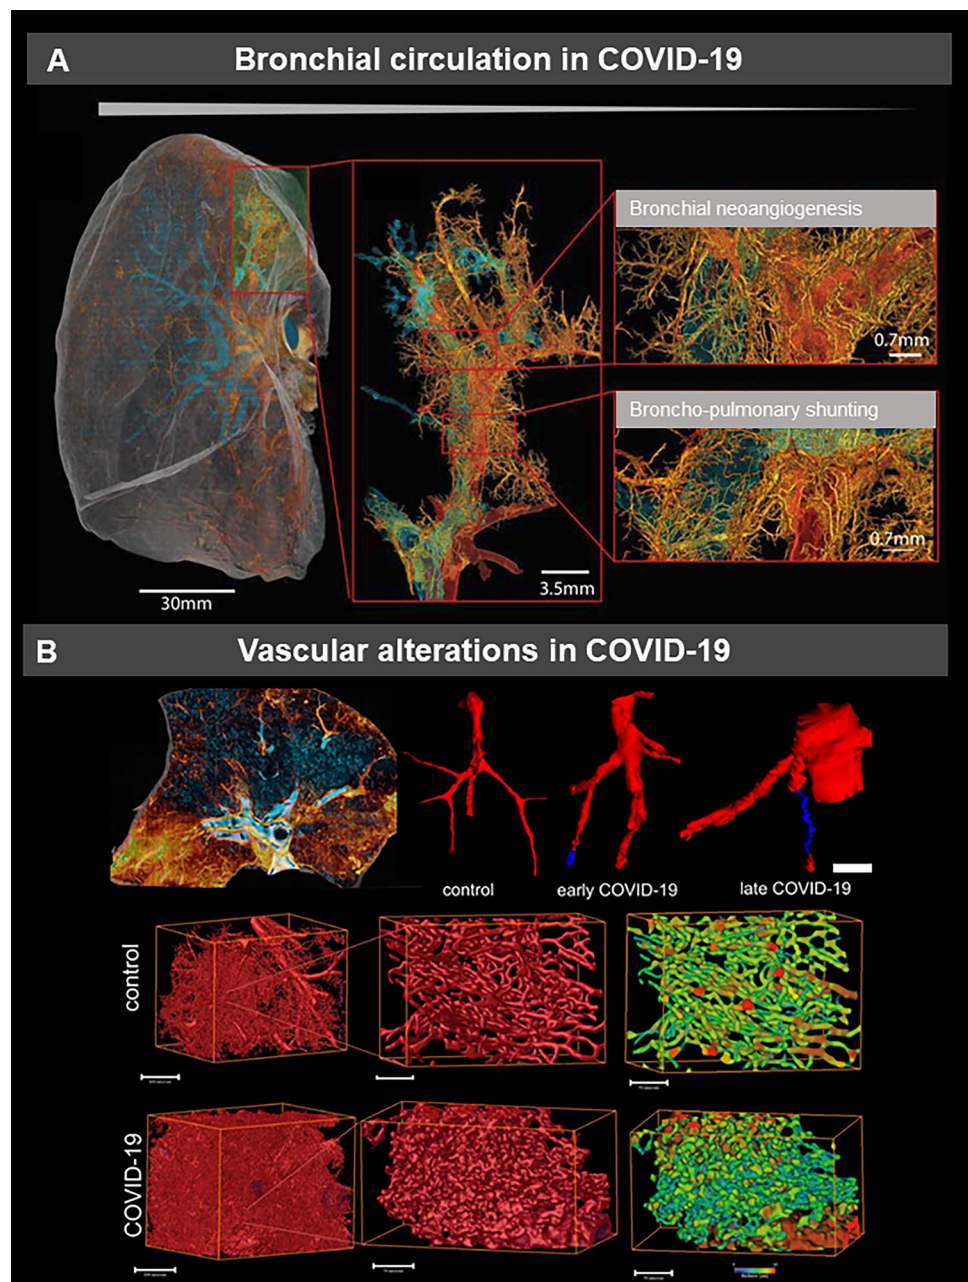 A
Bronchial circulation in COVID-19
Bronchial neoangiogenesis
0.7mm
Broncho-pulmonary shunting
0.7mm
3.5mm
30mm
B
Vascular alterations in COVID-19
control
early COVID-19
late COVID-19
control
COVID-19